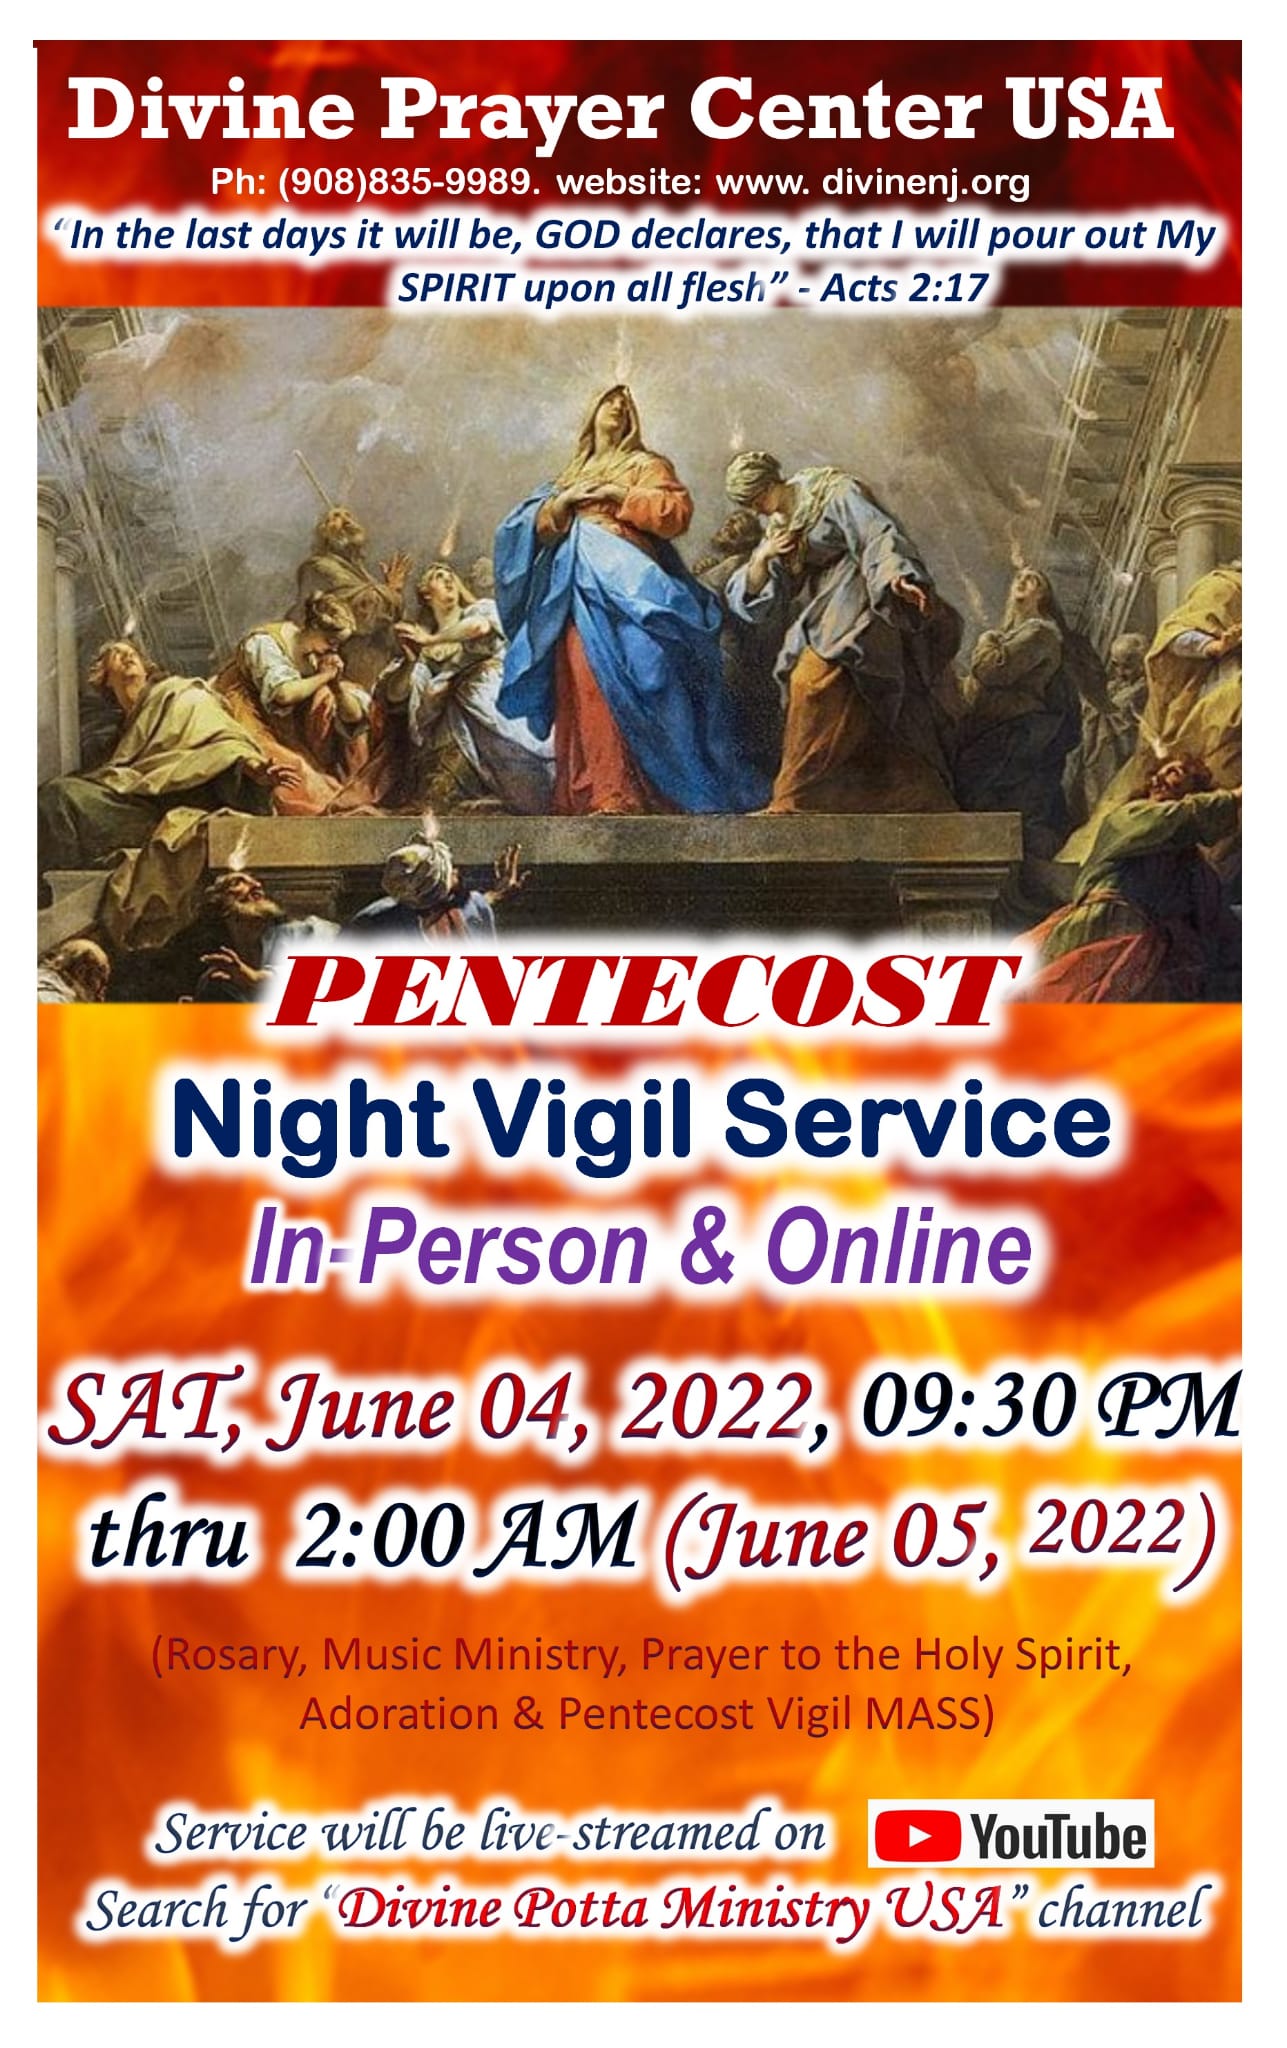 Divine Prayer Center USA
Ph: (908)835-9989. website: www. divinenj.org
“In the last days it will be, GOD declares, that I will pour out My
SPIRIT upon all flesh” - Acts 2:17
PENTECOST
Night Vigil Service
In-Person & Online
SAT, June 04, 2022, 09:30 PM
thru 2:00 AM (June 05, 2022)
(Rosary, Music Ministry, Prayer to the Holy Spirit,
Adoration & Pentecost Vigil MASS)
Service will be live-streamed on YouTube
Search for “Divine Potta Ministry USA” channel